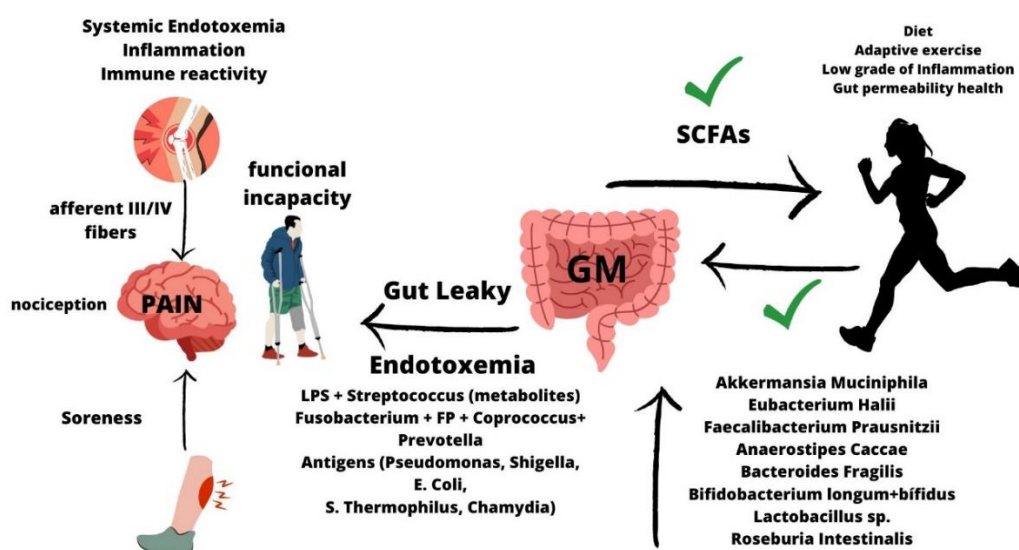 Systemic Endotoxemia
Inflammation
Immune reactivity
afferent III/IV
fibers
nociception
PAIN
Soreness
funcional
incapacity
Gut Leaky
Endotoxemia
LPS + Streptococcus (metabolites)
Fusobacterium + FP + Coprococcus+
Prevotella
Antigens (Pseudomonas, Shigella,
E. Coli,
S. Thermophilus, Chamydia)
GM
SCFAs
Diet
Adaptive exercise
Low grade of Inflammation
Gut permeability health
Akkermansia Muciniphila
Eubacterium Halii
Faecalibacterium Prausnitzii
Anaerostipes Caccae
Bacteroides Fragilis
Bifidobacterium longum+bífidus
Lactobacillus sp.
Roseburia Intestinalis